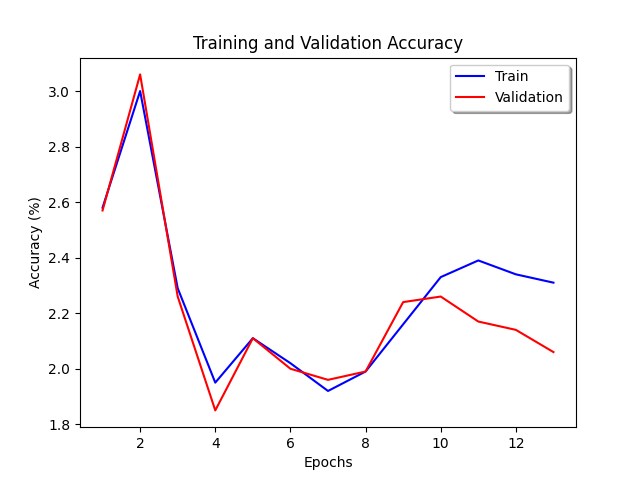 Training and Validation Accuracy
Train
Validation
Accuracy (%)
3.0
2.8
2.6
2.4
2.2
2.0
1.8
2 4 6 8 10 12
Epochs